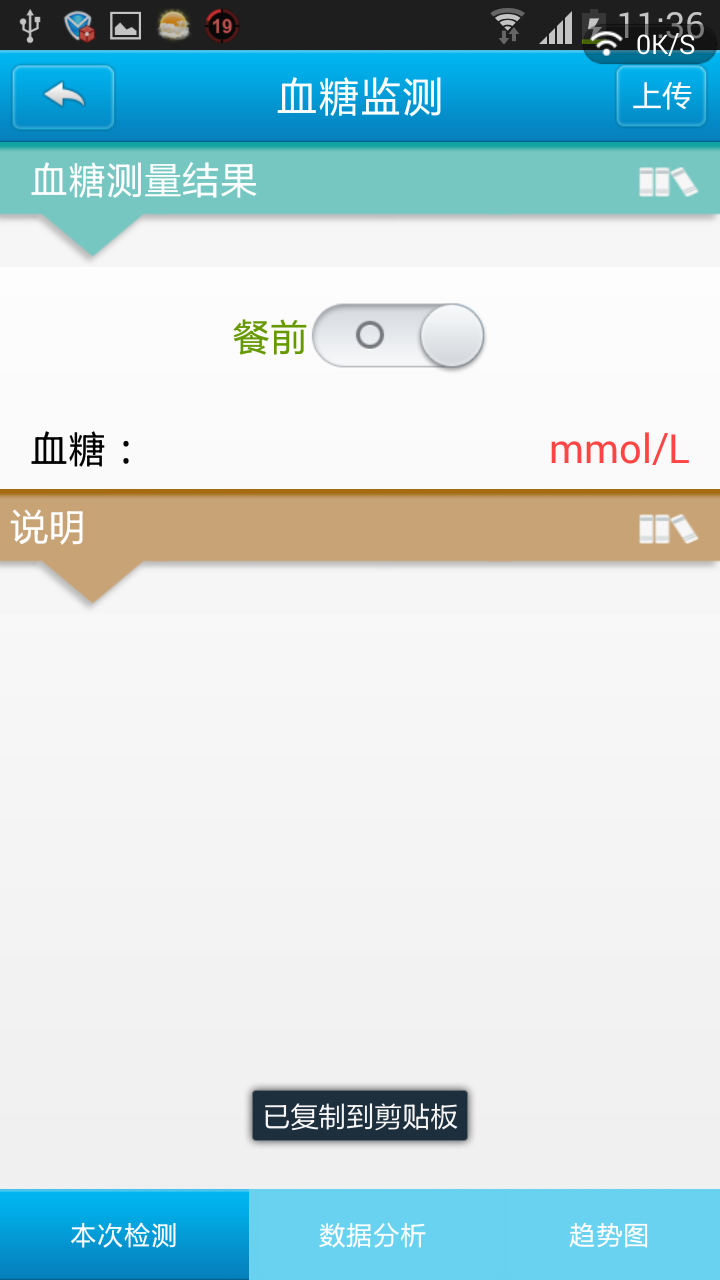 19
11:36
0K/S
血糖监测
上传
血糖测量结果
餐前
血糖：
mmol/L
说明
已复制到剪贴板
本次检测
数据分析
趋势图